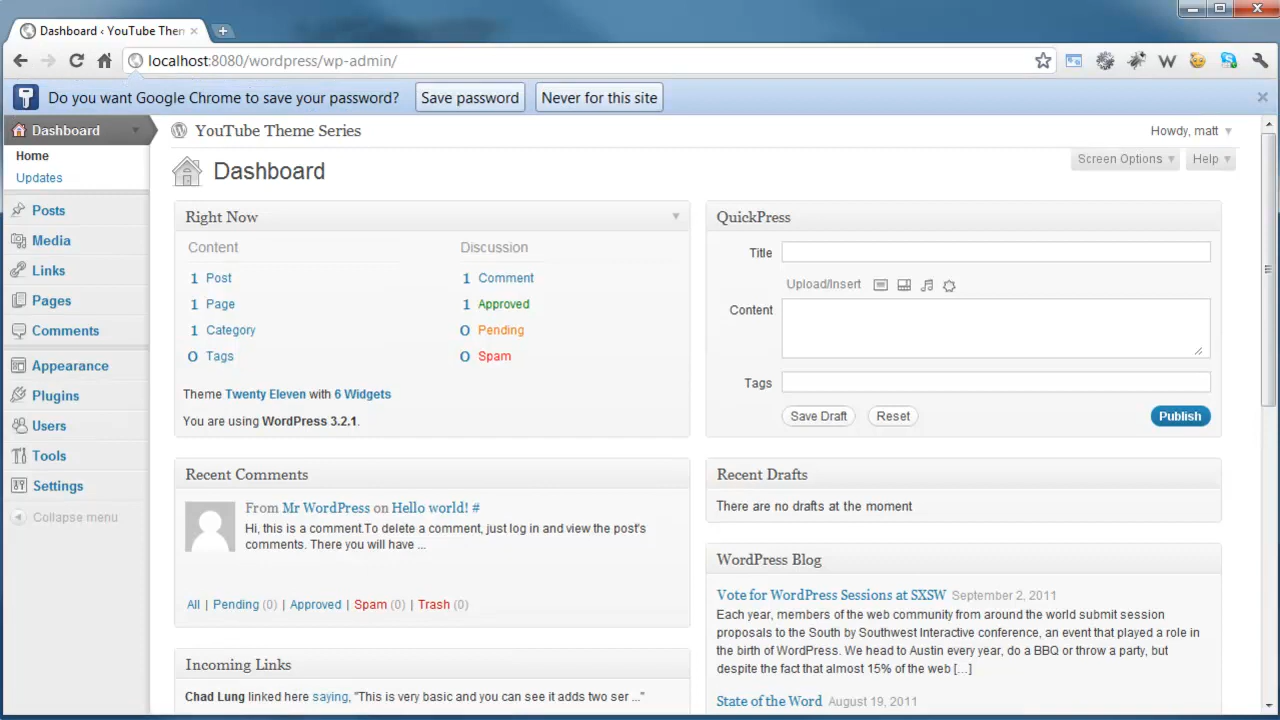 Dashboard ‹ YouTube Then
localhost:8080/wordpress/wp-admin/
Do you want Google Chrome to save your password? Save password Never for this site
Dashboard
Home
Updates
Posts
Media
Links
Pages
Comments
Appearance
Plugins
Users
Tools
Settings
Collapse menu
YouTube Theme Series
Howdy, matt
Screen Options Help
Dashboard
Right Now
Content Discussion
1 Post 1 Comment
1 Page 1 Approved
1 Category 0 Pending
0 Tags 0 Spam
Theme Twenty Eleven with 6 Widgets
You are using WordPress 3.2.1.
Recent Comments
From Mr WordPress on Hello world! #
Hi, this is a comment.To delete a comment, just log in and view the post's
comments. There you will have ...
All | Pending (0) | Approved | Spam (0) | Trash (0)
Incoming Links
Chad Lung linked here saying, "This is very basic and you can see it adds two ser ..."
QuickPress
Title
Upload/Insert
Content
Tags
Save Draft Reset Publish
Recent Drafts
There are no drafts at the moment
WordPress Blog
Vote for WordPress Sessions at SXSW September 2, 2011
Each year, members of the web community from around the world submit session
proposals to the South by Southwest Interactive conference, an event that played a role in
the birth of WordPress. We head to Austin every year, do a BBQ or throw a party, but
despite the fact that almost 15% of the web [...]
State of the Word August 19, 2011